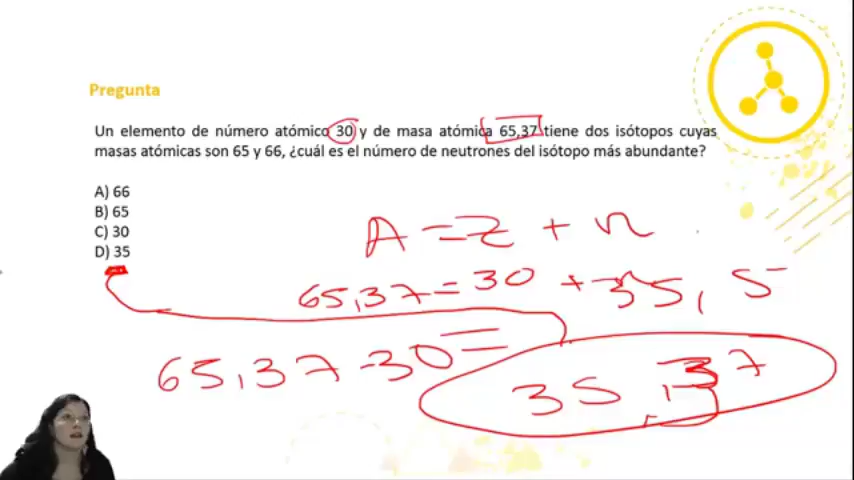 Pregunta
Un elemento de número atómico 30 y de masa atómica 65,37 tiene dos isótopos cuyas
masas atómicas son 65 y 66, ¿cuál es el número de neutrones del isótopo más abundante?
A) 66
B) 65
C) 30
D) 35
A = Z + n
65,37 = 30 + 35, 5
65,37 - 30 =
35,37